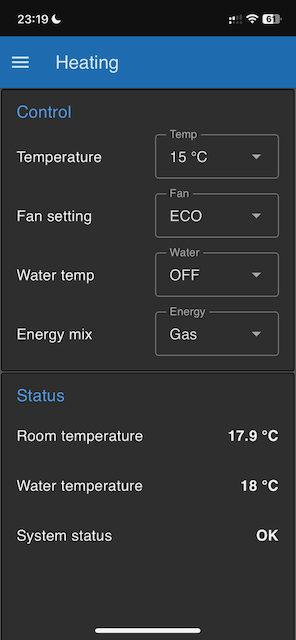 23:19
61
Heating
Control
Temperature
Temp
15 °C
Fan setting
Fan
ECO
Water temp
Water
OFF
Energy mix
Energy
Gas
Status
Room temperature 17.9 °C
Water temperature 18 °C
System status OK